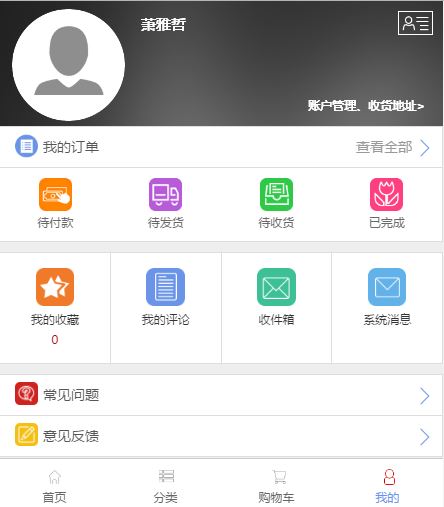 萧雅哲
账户管理、收货地址>
我的订单 查看全部
待付款 待发货 待收货 已完成
我的收藏 我的评论 收件箱 系统消息
0
常见问题
意见反馈
首页 分类 购物车 我的